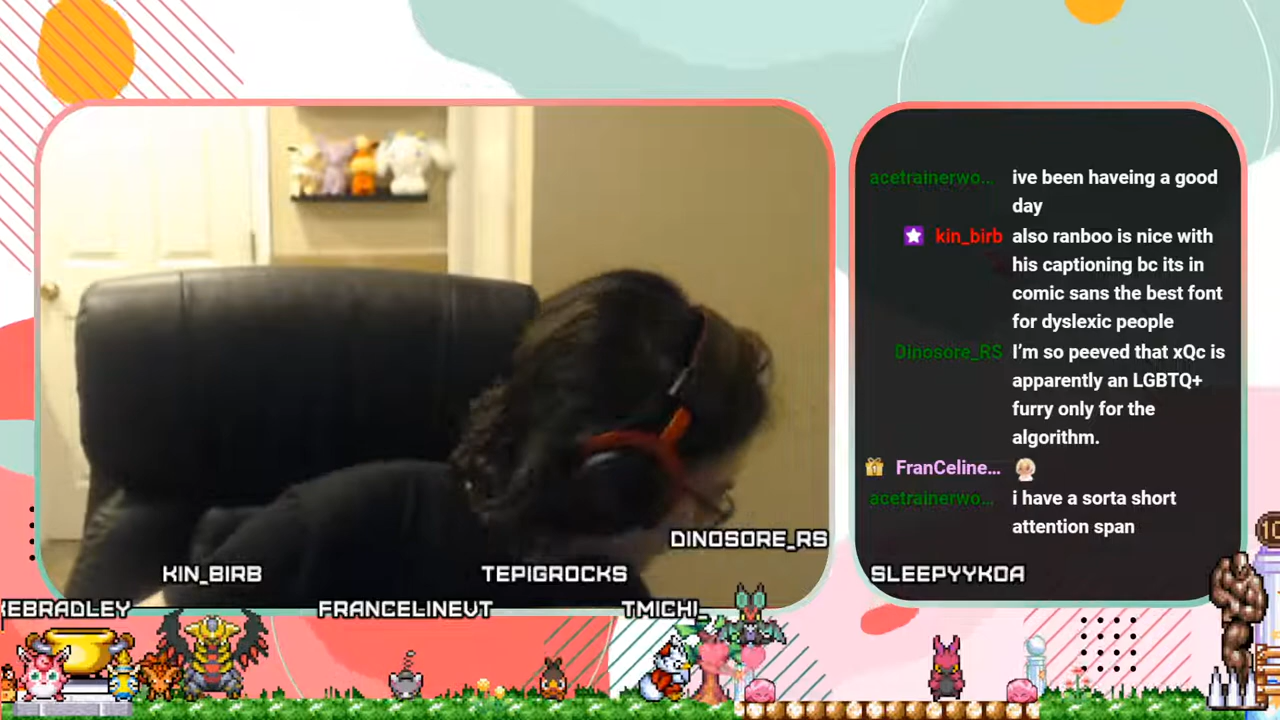 acetrainerwo... ive been haveing a good
day
kin_birb also ranboo is nice with
his captioning bc its in
comic sans the best font
for dyslexic people
Dinosore_RS I'm so peeved that xQc is
apparently an LGBTQ+
furry only for the
algorithm.
FranCeline...
acetrainerwo... i have a sorta short
attention span
DINOSORE_RS
KIN_BIRB
TEPIGROCKS
SLEEPYYKOA
EBRADLEY
FRANCELINEVT
TMICHI_
10